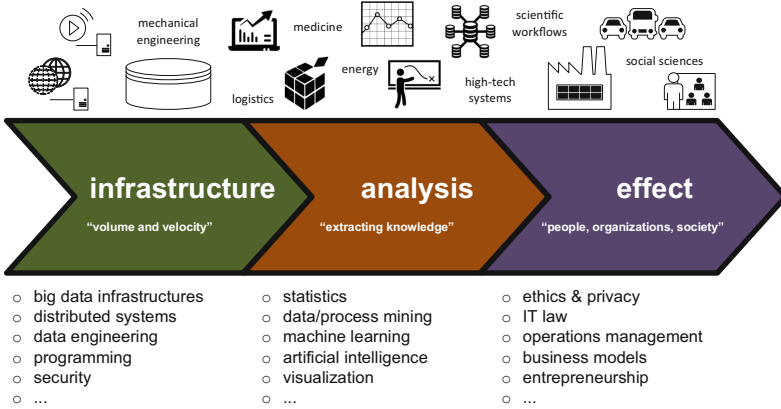 mechanical
engineering
medicine
scientific
workflows
logistics
energy
high-tech
systems
social sciences
infrastructure
"volume and velocity"
analysis
"extracting knowledge"
effect
"people, organizations, society"
○ big data infrastructures
○ distributed systems
○ data engineering
○ programming
○ security
○ ...
○ statistics
○ data/process mining
○ machine learning
○ artificial intelligence
○ visualization
○ ...
○ ethics & privacy
○ IT law
○ operations management
○ business models
○ entrepreneurship
○ ...